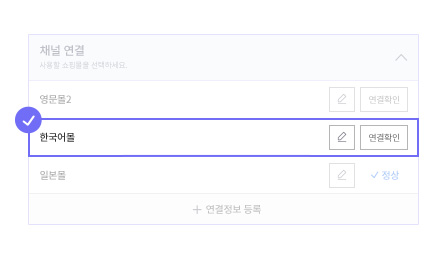 채널 연결
사용할 쇼핑몰을 선택하세요.
영문몰2
연결확인
한국어몰
연결확인
일본몰
정상
연결정보 등록